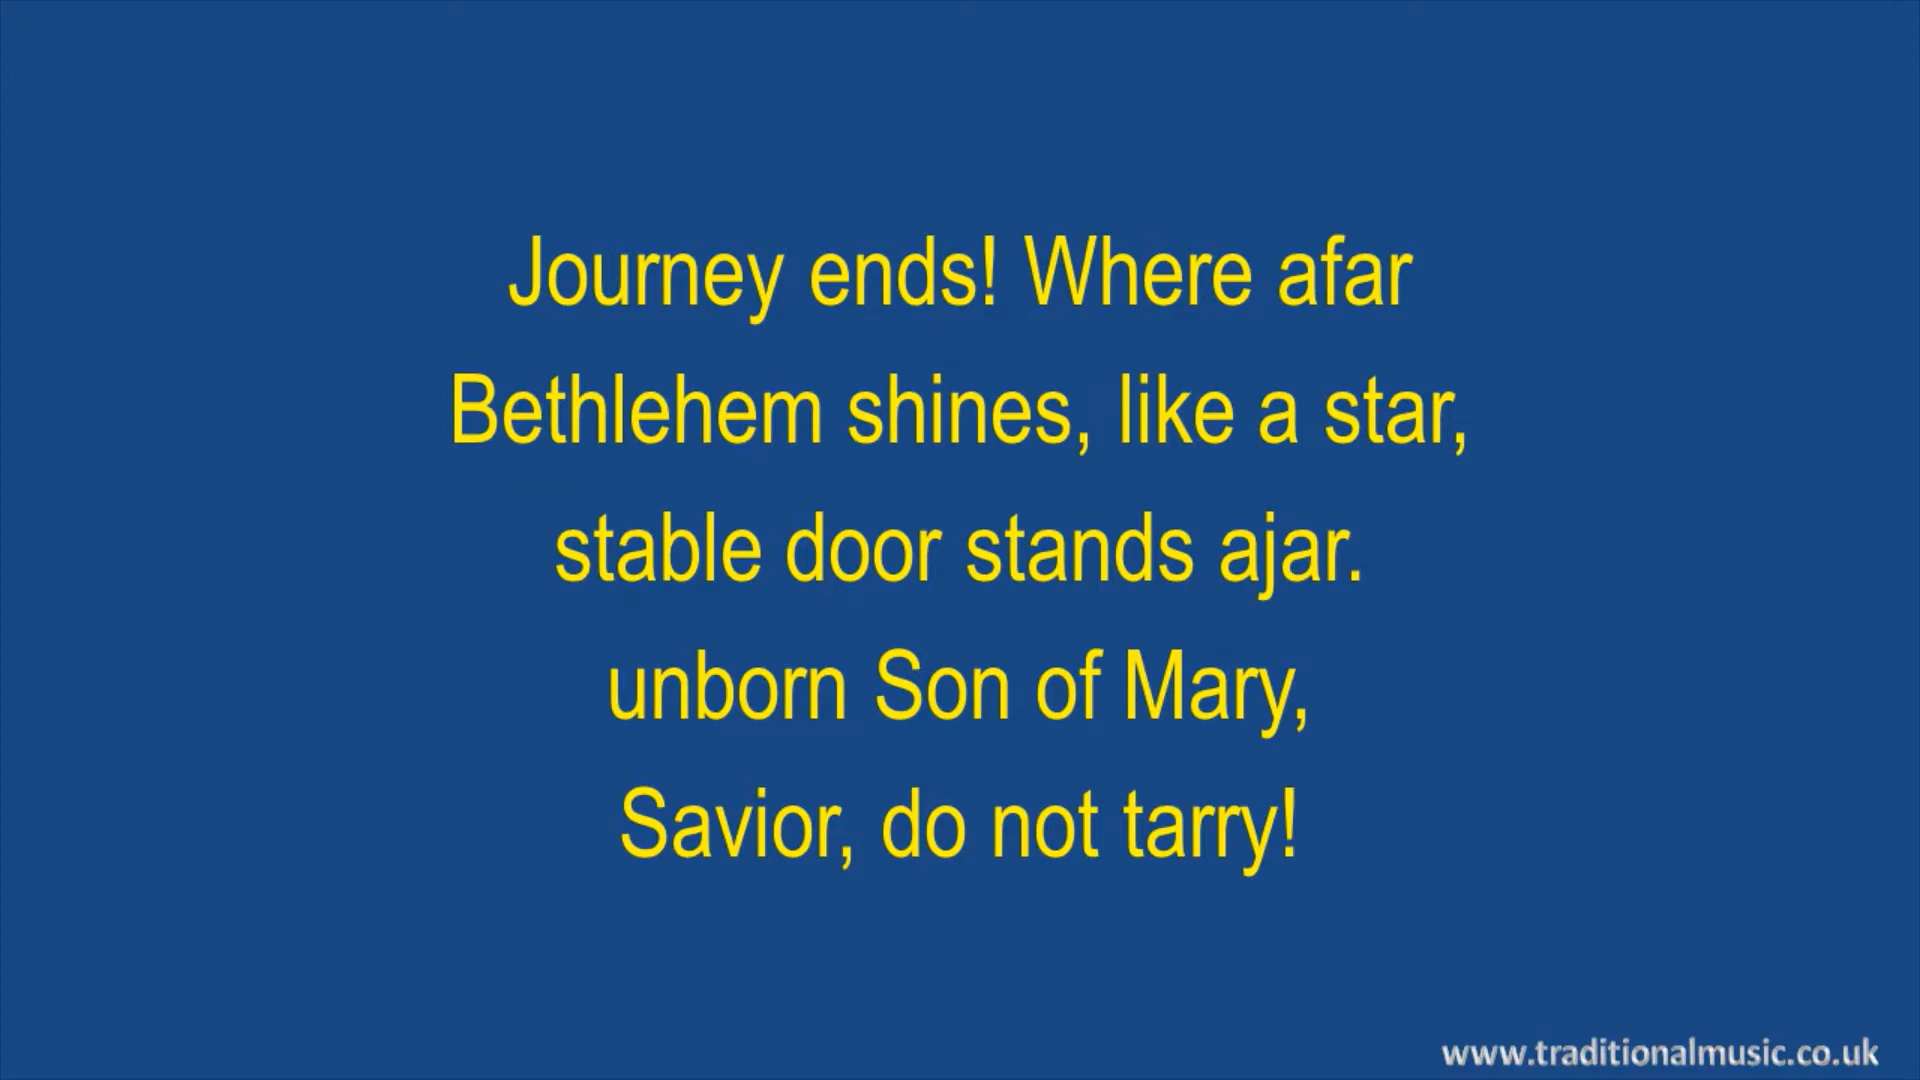 Journey ends! Where afar
Bethlehem shines, like a star,
stable door stands ajar.
unborn Son of Mary,
Savior, do not tarry!
www.traditionalmusic.co.uk